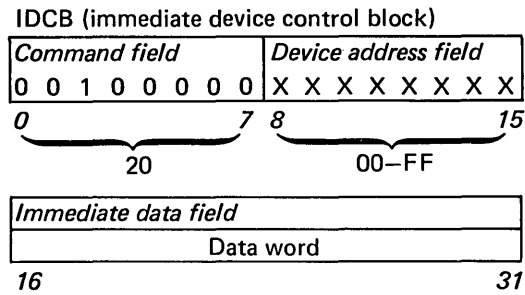 IDCB (immediate device control block)
Command field Device address field
0 0 1 0 0 0 0 0 X X X X X X X X
0 7 8 15
20 00–FF
Immediate data field
Data word
16 31